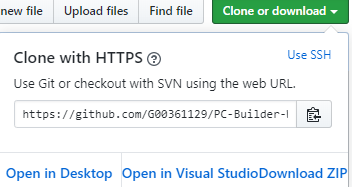 new file Upload files Find file Clone or download
Clone with HTTPS Use SSH
Use Git or checkout with SVN using the web URL.
https://github.com/G00361129/PC-Builder-
Open in Desktop Open in Visual Studio Download ZIP